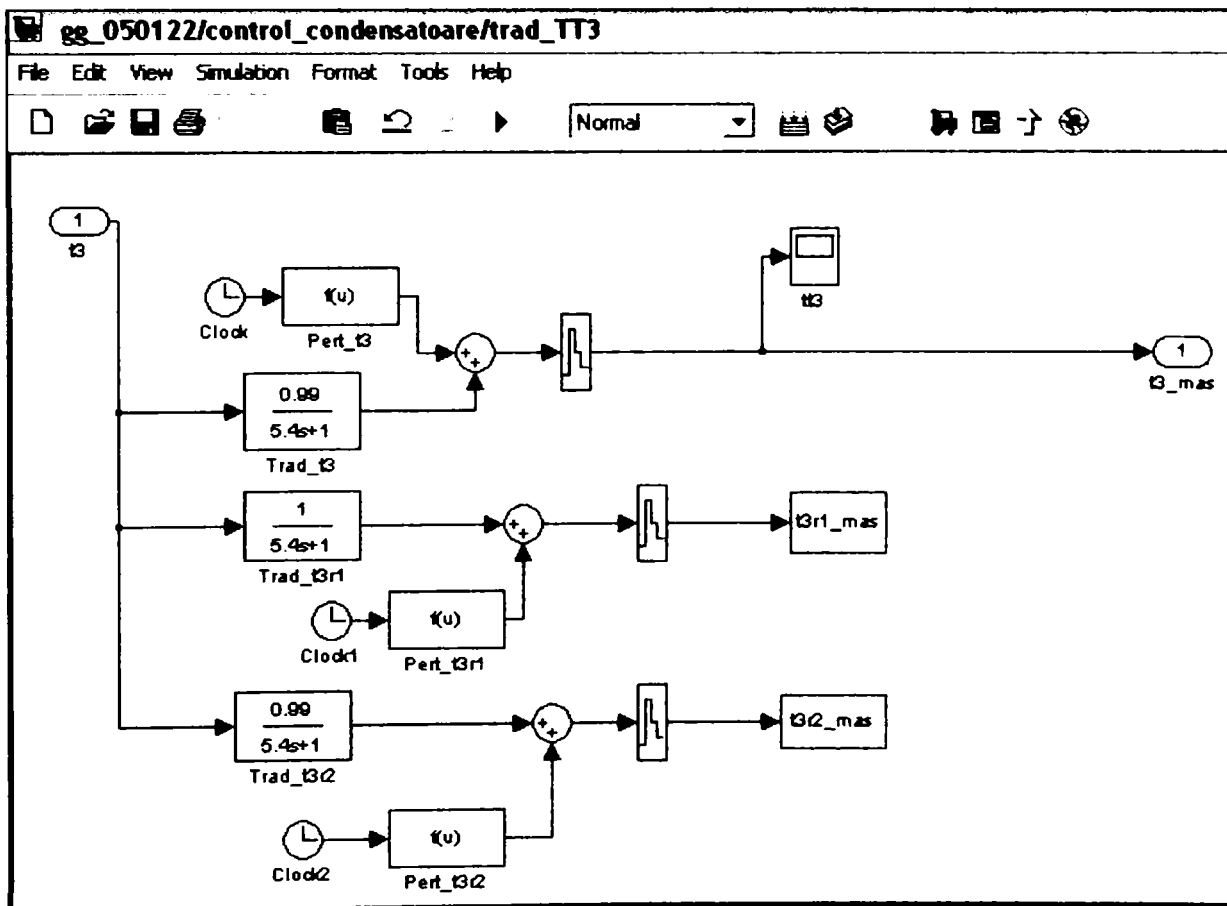 gg_050122/control_condensatoare/trad_TT3
File Edit View Simulation Format Tools Help
Normal
1
t3
f(u)
Clock
Pert_t3
tt3
1
t3_mas
0.99
5.4s+1
Trad_t3
1
5.4s+1
Trad_t3r1
t3r1_mas
f(u)
Clock1
Pert_t3r1
0.99
5.4s+1
Trad_t3r2
t3r2_mas
f(u)
Clock2
Pert_t3r2